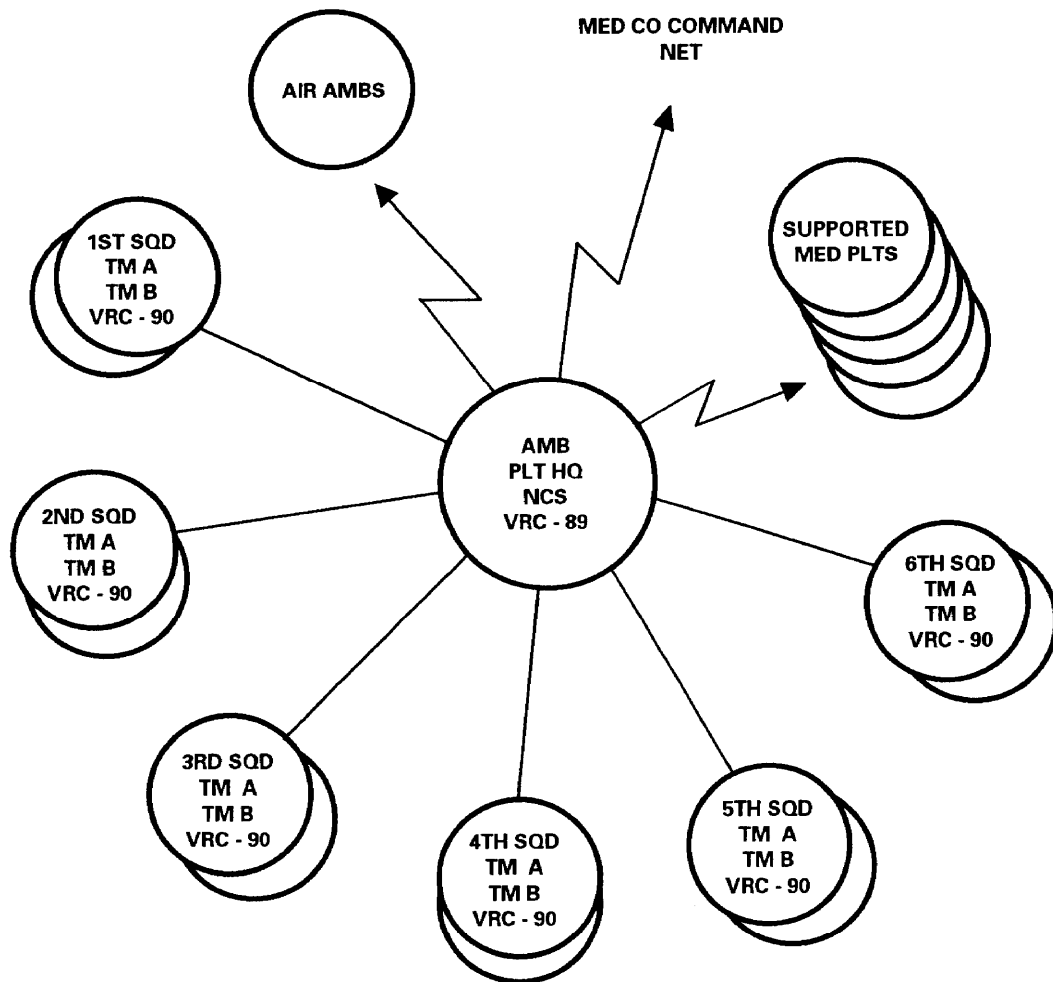 MED CO COMMAND
NET
AIR AMBS
SUPPORTED
MED PLTS
1ST SQD
TM A
TM B
VRC - 90
AMB
PLT HQ
NCS
VRC - 89
2ND SQD
TM A
TM B
VRC - 90
6TH SQD
TM A
TM B
VRC - 90
3RD SQD
TM A
TM B
VRC - 90
4TH SQD
TM A
TM B
VRC - 90
5TH SQD
TM A
TM B
VRC - 90